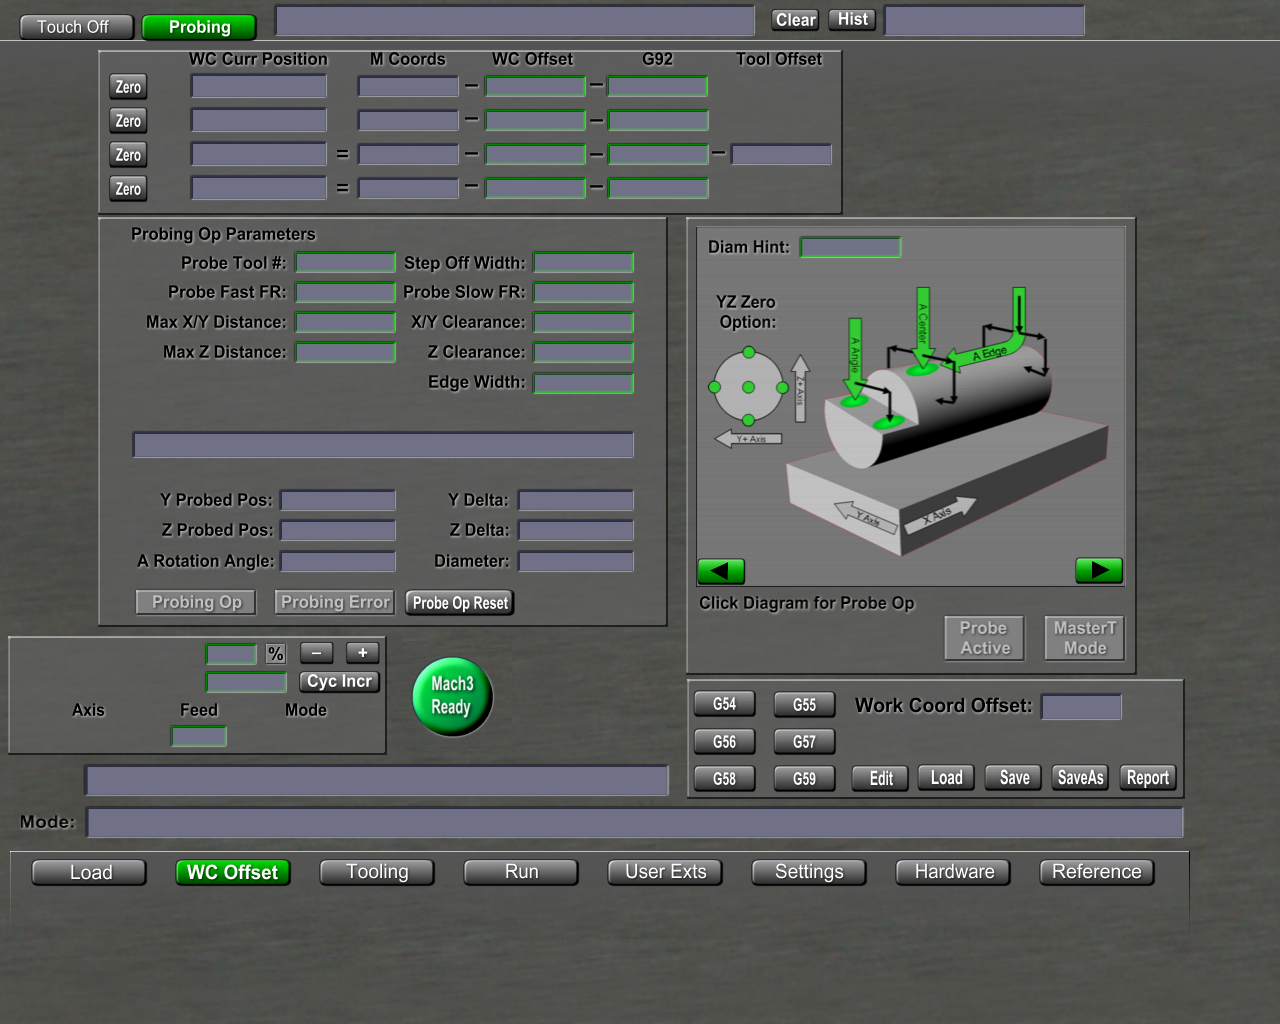 Touch Off
Probing
Clear
Hist
WC Curr Position
M Coords
WC Offset
G92
Tool Offset
Zero
– –
Zero
– –
Zero
= – – –
Zero
= – –
Probing Op Parameters
Probe Tool #:
Step Off Width:
Probe Fast FR:
Probe Slow FR:
Max X/Y Distance:
X/Y Clearance:
Max Z Distance:
Z Clearance:
Edge Width:
Y Probed Pos:
Y Delta:
Z Probed Pos:
Z Delta:
A Rotation Angle:
Diameter:
Probing Op
Probing Error
Probe Op Reset
Diam Hint:
YZ Zero
Option:
Z+ Axis
Y+ Axis
A Angle
A Center
A Edge
Y Axis
X Axis
Click Diagram for Probe Op
Probe
Active
MasterT
Mode
%
–
+
Cyc Incr
Axis
Feed
Mode
Mach3
Ready
G54
G55
Work Coord Offset:
G56
G57
G58
G59
Edit
Load
Save
SaveAs
Report
Mode:
Load
WC Offset
Tooling
Run
User Exts
Settings
Hardware
Reference